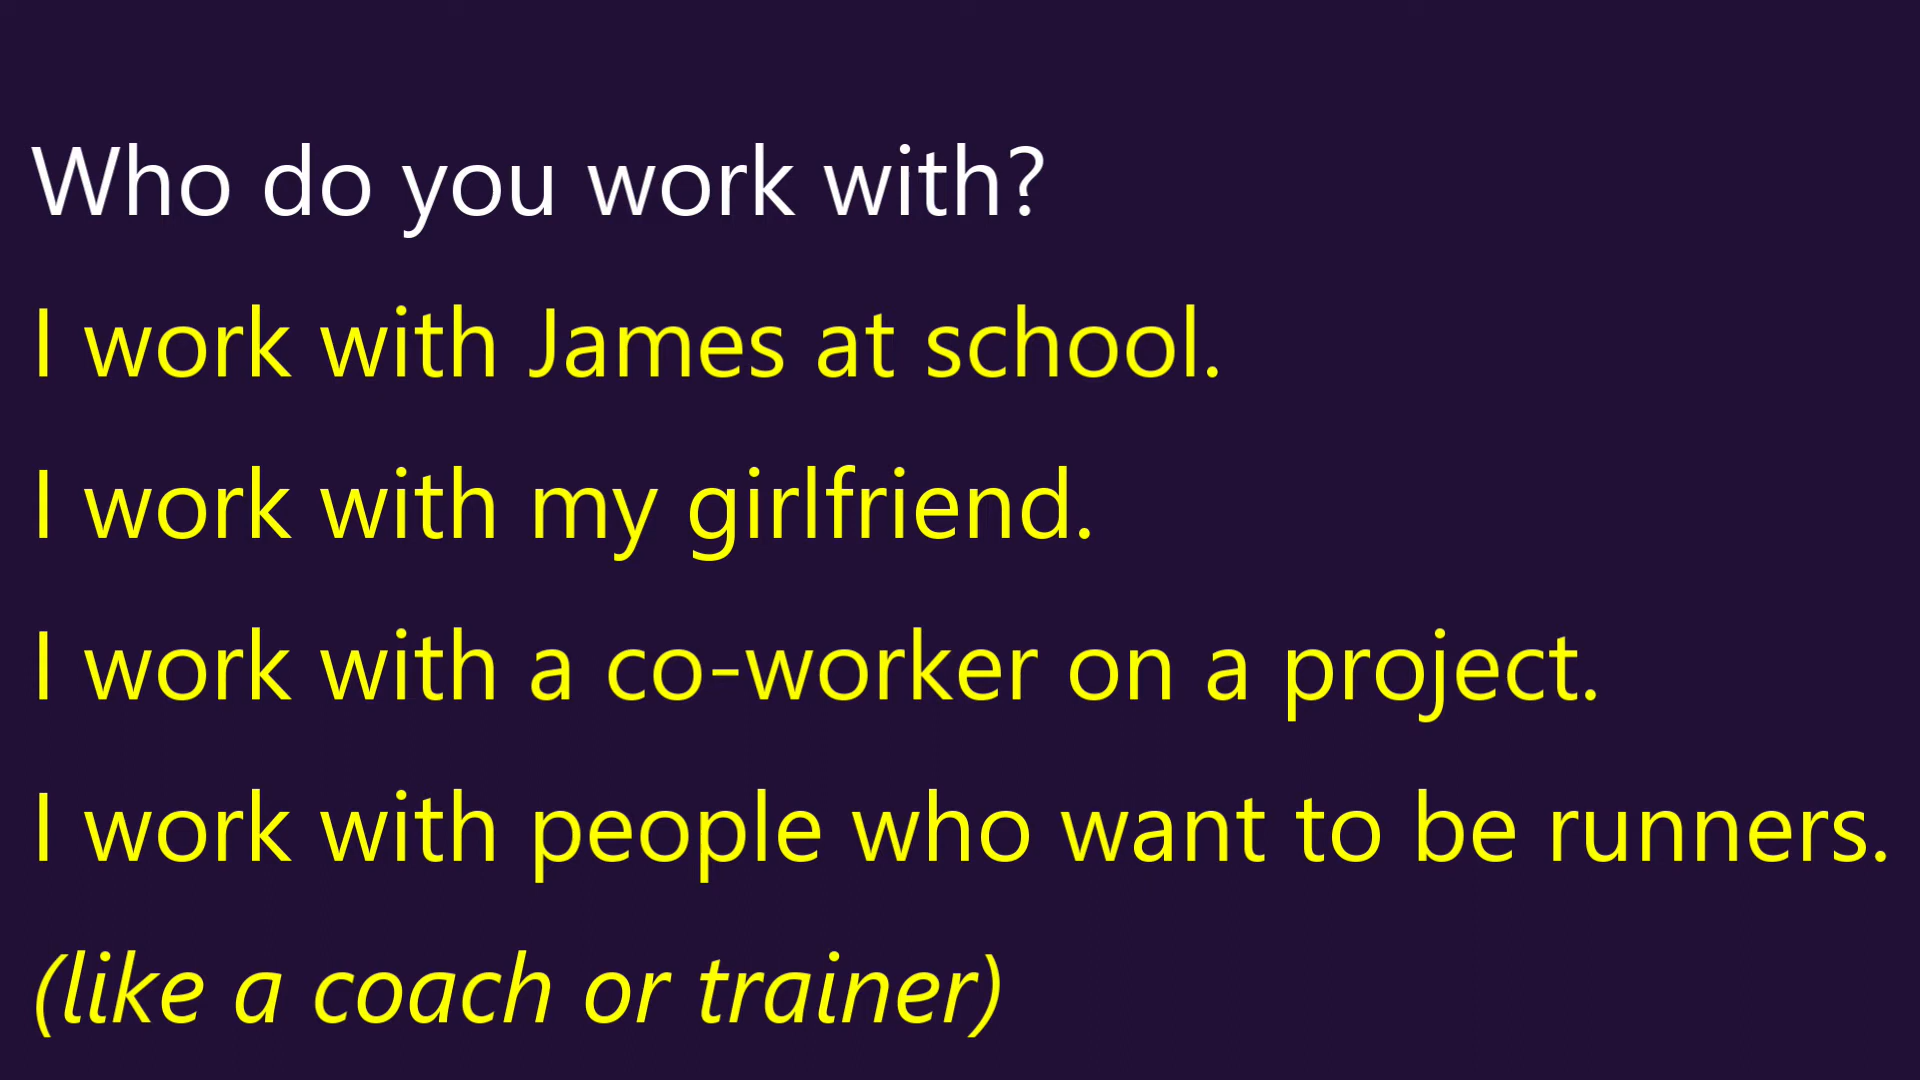 Who do you work with?
I work with James at school.
I work with my girlfriend.
I work with a co-worker on a project.
I work with people who want to be runners.
(like a coach or trainer)